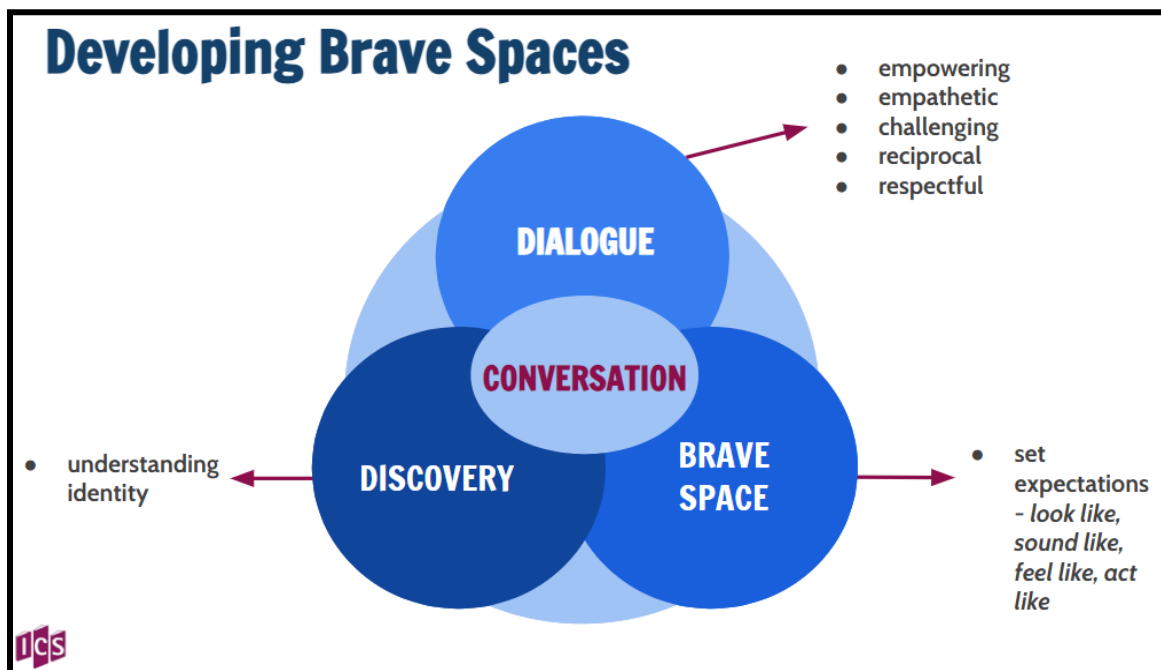 Developing Brave Spaces
● empowering
● empathetic
● challenging
● reciprocal
● respectful
DIALOGUE
CONVERSATION
● understanding
identity
DISCOVERY
BRAVE
SPACE
● set
expectations
- look like,
sound like,
feel like, act
like
ICS